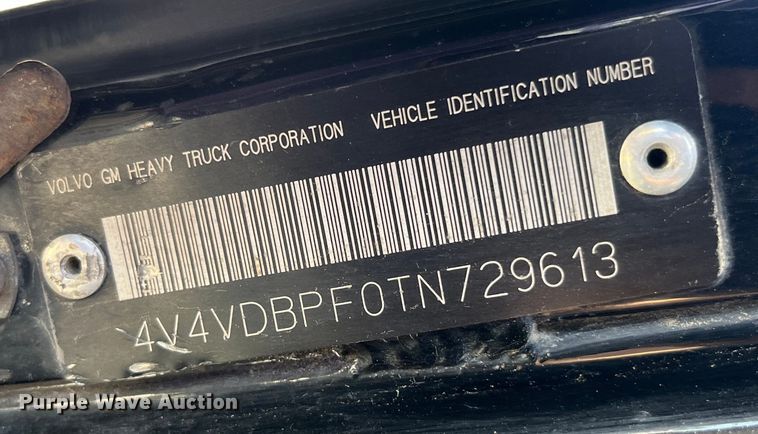 VOLVO GM HEAVY TRUCK CORPORATION VEHICLE IDENTIFICATION NUMBER
4V4VDBPF0TN729613
Purple Wave Auction